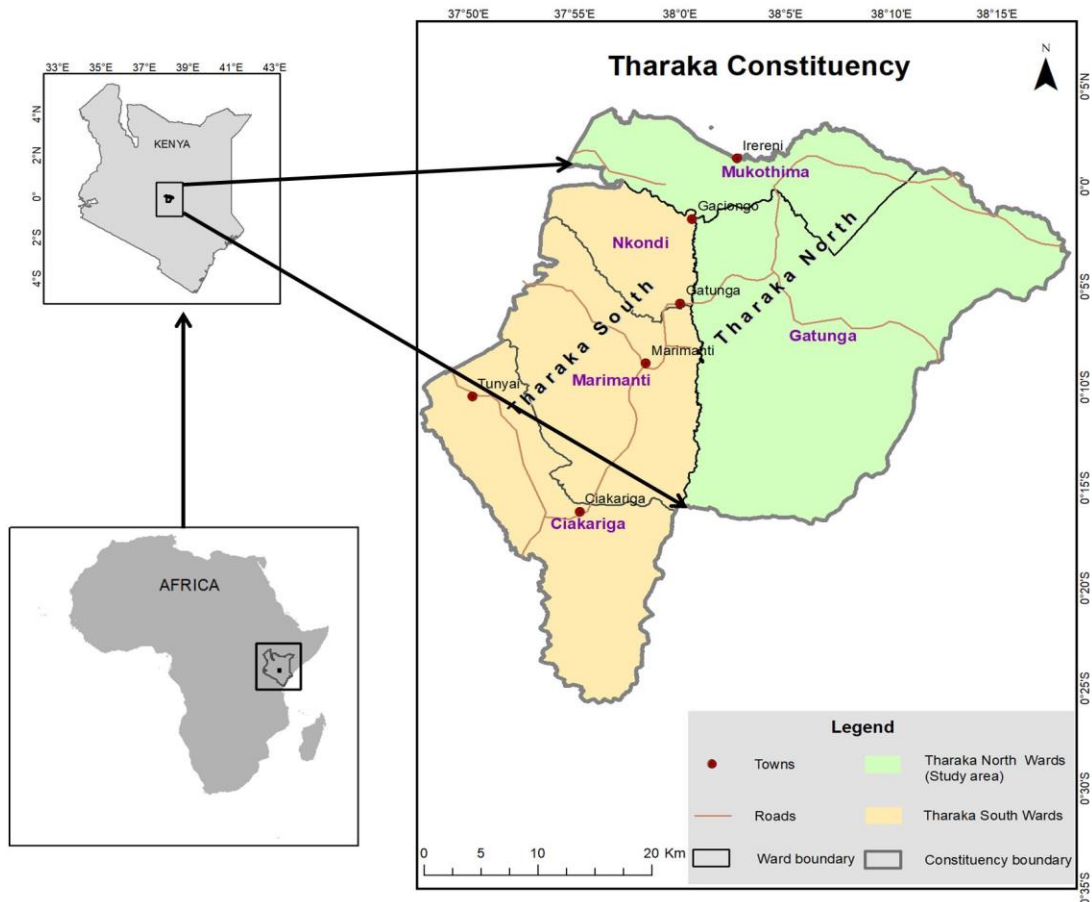 37°50'E 37°55'E 38°0'E 38°5'E 38°10'E 38°15'E
Tharaka Constituency
N
0°5'N
0°0'
0°5'S
0°10'S
0°15'S
0°20'S
0°25'S
0°30'S
0°35'S
33°E 35°E 37°E 39°E 41°E 43°E
4°N
2°N
0°
2°S
4°S
KENYA
Irereni
Mukothima
Gaciongo
Nkondi
Tharaka North
Gatunga
Tharaka South
Gatunga
Marimanti
Marimanti
Tunyai
Ciakariga
Ciakariga
AFRICA
Legend
Towns
Tharaka North Wards
(Study area)
Roads
Tharaka South Wards
Ward boundary
Constituency boundary
0 5 10 20 Km